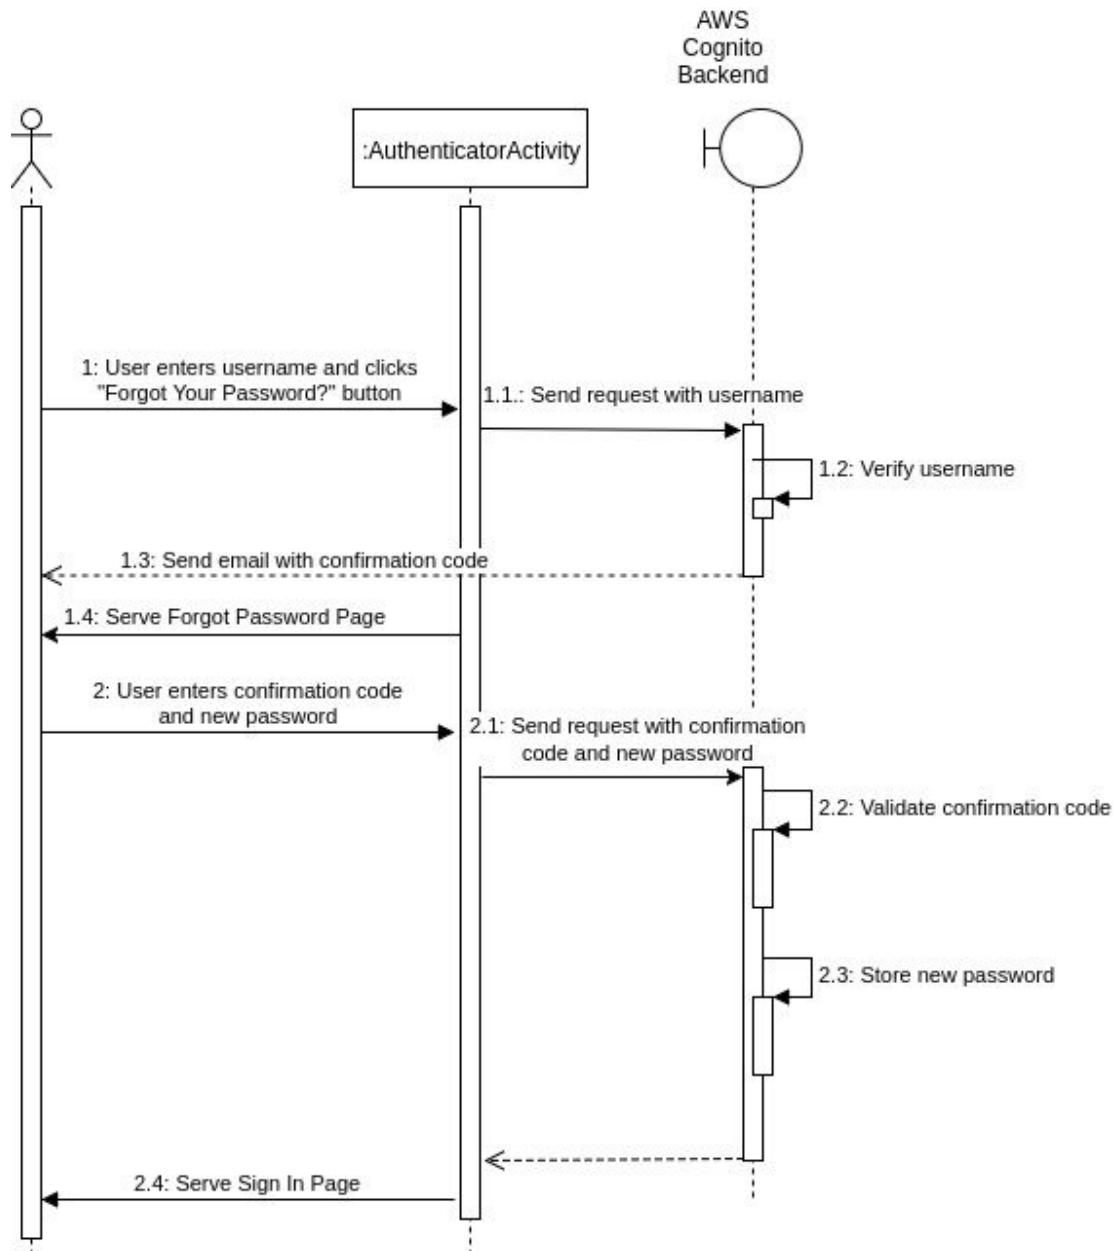 AWS
Cognito
Backend
:AuthenticatorActivity
1: User enters username and clicks
"Forgot Your Password?" button
1.1.: Send request with username
1.2: Verify username
1.3: Send email with confirmation code
1.4: Serve Forgot Password Page
2: User enters confirmation code
and new password
2.1: Send request with confirmation
code and new password
2.2: Validate confirmation code
2.3: Store new password
2.4: Serve Sign In Page